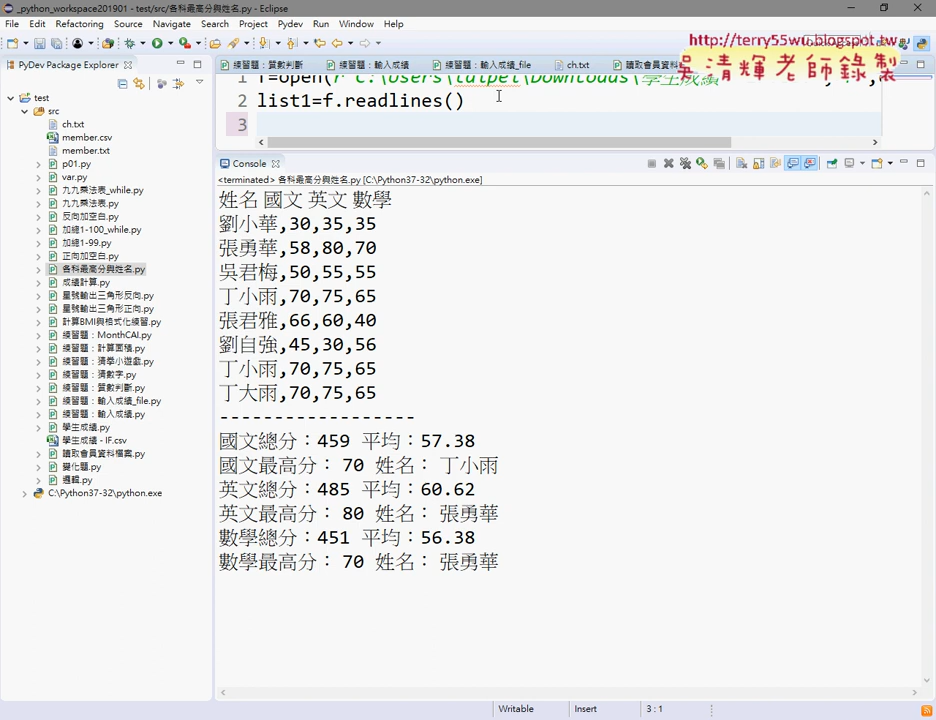 _python_workspace201901 - test/src/各科最高分與姓名.py - Eclipse
File Edit Refactoring Source Navigate Search Project Pydev Run Window Help
http://terry55wu.blogspot.tw
吳清輝老師錄製
PyDev Package Explorer
練習題：質數判斷
練習題：輸入成績
練習題：輸入成績_file
ch.txt
讀取會員資料
test
src
ch.txt
member.csv
member.txt
p01.py
var.py
九九乘法表_while.py
九九乘法表.py
反向加空白.py
加總1-100_while.py
加總1-99.py
正向加空白.py
各科最高分與姓名.py
成績計算.py
星號輸出三角形反向.py
星號輸出三角形正向.py
計算BMI與格式化練習.py
練習題：MonthCAI.py
練習題：計算面積.py
練習題：猜學小遊戲.py
練習題：猜數字.py
練習題：質數判斷.py
練習題：輸入成績_file.py
練習題：輸入成績.py
學生成績.py
學生成績 - IF.csv
讀取會員資料檔案.py
變化題.py
邏輯.py
C:\Python37-32\python.exe
1 f=open(r'C:\Users\taipei\Downloads\學生成績
2 list1=f.readlines()
3
Console
<terminated> 各科最高分與姓名.py [C:\Python37-32\python.exe]
姓名 國文 英文 數學
劉小華,30,35,35
張勇華,58,80,70
吳君梅,50,55,55
丁小雨,70,75,65
張君雅,66,60,40
劉自強,45,30,56
丁小雨,70,75,65
丁大雨,70,75,65
------------------
國文總分：459 平均：57.38
國文最高分： 70 姓名： 丁小雨
英文總分：485 平均：60.62
英文最高分： 80 姓名： 張勇華
數學總分：451 平均：56.38
數學最高分： 70 姓名： 張勇華
Writable Insert 3 : 1